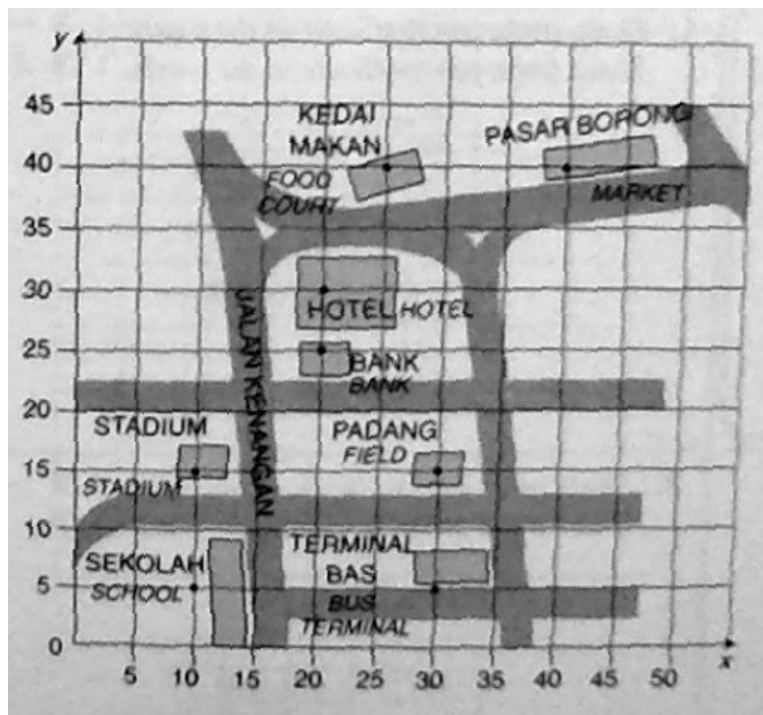 y
45
KEDAI
MAKAN
PASAR BORONG
40
FOOD
COURT
MARKET
35
30
JALAN KENANGAN
HOTEL HOTEL
25
BANK
BANK
20
STADIUM
PADANG
FIELD
15
STADIUM
10
TERMINAL
SEKOLAH
BAS
5
SCHOOL
BUS
TERMINAL
0
x
5 10 15 20 25 30 35 40 45 50